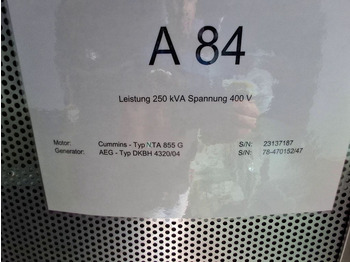 A 84
Leistung 250 kVA Spannung 400 V
Motor: Cummins - Typ NTA 855 G S/N: 23137187
Generator: AEG - Typ DKBH 4320/04 S/N: 78-470152/47